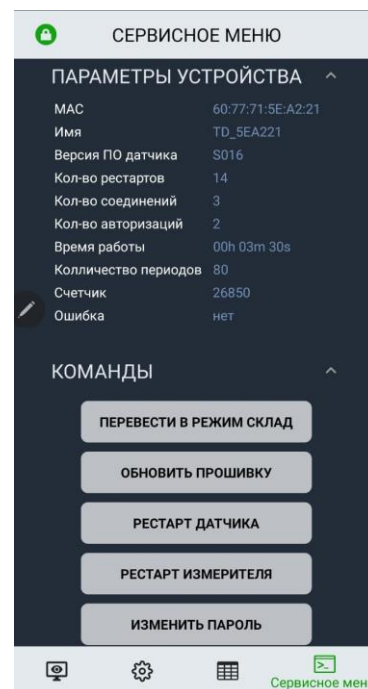 СЕРВИСНОЕ МЕНЮ
ПАРАМЕТРЫ УСТРОЙСТВА
MAC 60:77:71:5E:A2:21
Имя TD_5EA221
Версия ПО датчика S016
Кол-во рестартов 14
Кол-во соединений 3
Кол-во авторизаций 2
Время работы 00h 03m 30s
Колличество периодов 80
Счетчик 26850
Ошибка нет
КОМАНДЫ
ПЕРЕВЕСТИ В РЕЖИМ СКЛАД
ОБНОВИТЬ ПРОШИВКУ
РЕСТАРТ ДАТЧИКА
РЕСТАРТ ИЗМЕРИТЕЛЯ
ИЗМЕНИТЬ ПАРОЛЬ
Сервисное мен